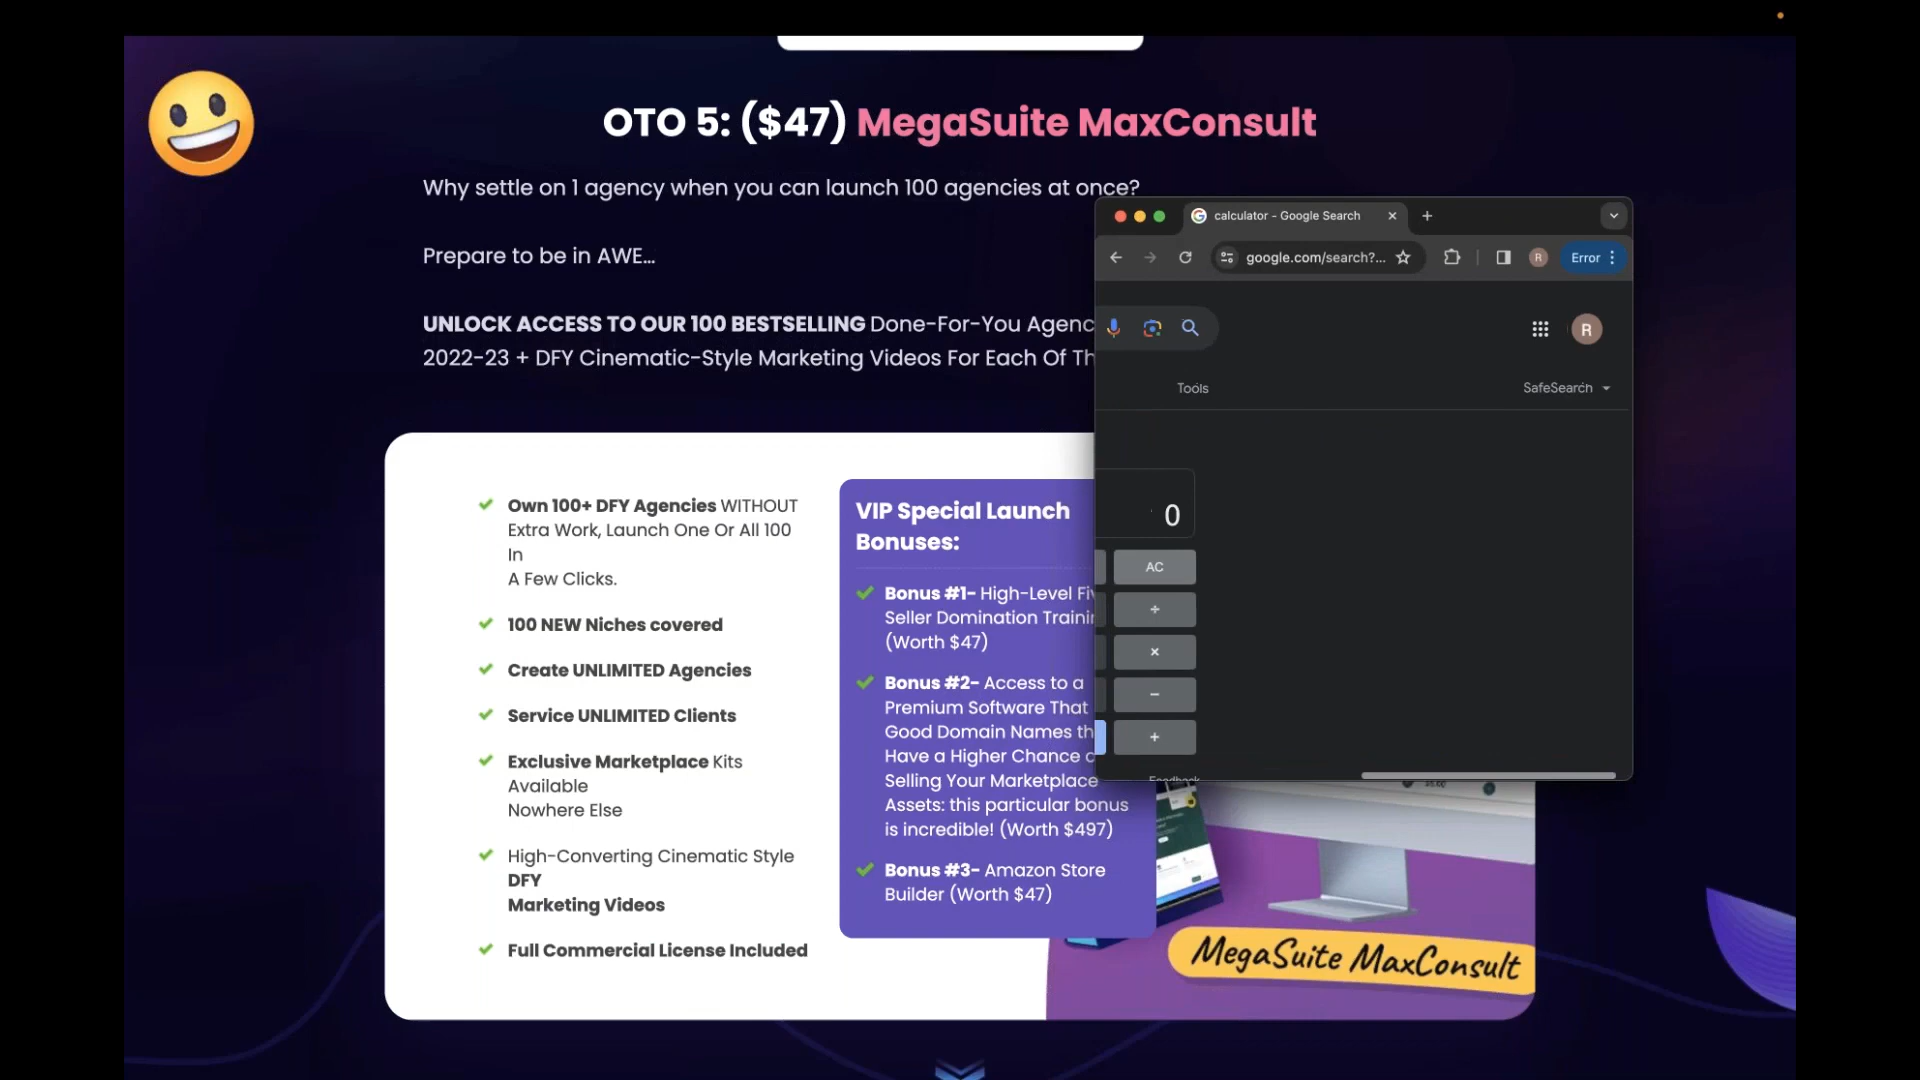 OTO 5: ($47) MegaSuite MaxConsult
Why settle on 1 agency when you can launch 100 agencies at once?
Prepare to be in AWE...
UNLOCK ACCESS TO OUR 100 BESTSELLING Done-For-You Agenc
2022-23 + DFY Cinematic-Style Marketing Videos For Each Of Th
Own 100+ DFY Agencies WITHOUT
Extra Work, Launch One Or All 100
In
A Few Clicks.
100 NEW Niches covered
Create UNLIMITED Agencies
Service UNLIMITED Clients
Exclusive Marketplace Kits
Available
Nowhere Else
High-Converting Cinematic Style
DFY
Marketing Videos
Full Commercial License Included
VIP Special Launch
Bonuses:
Bonus #1- High-Level Fi
Seller Domination Traini
(Worth $47)
Bonus #2- Access to a
Premium Software That
Good Domain Names th
Have a Higher Chance
Selling Your Marketplace
Assets: this particular bonus
is incredible! (Worth $497)
Bonus #3- Amazon Store
Builder (Worth $47)
calculator - Google Search
google.com/search?...
R
Error
R
Tools
SafeSearch
0
AC
÷
×
−
+
Feedback
MegaSuite MaxConsult